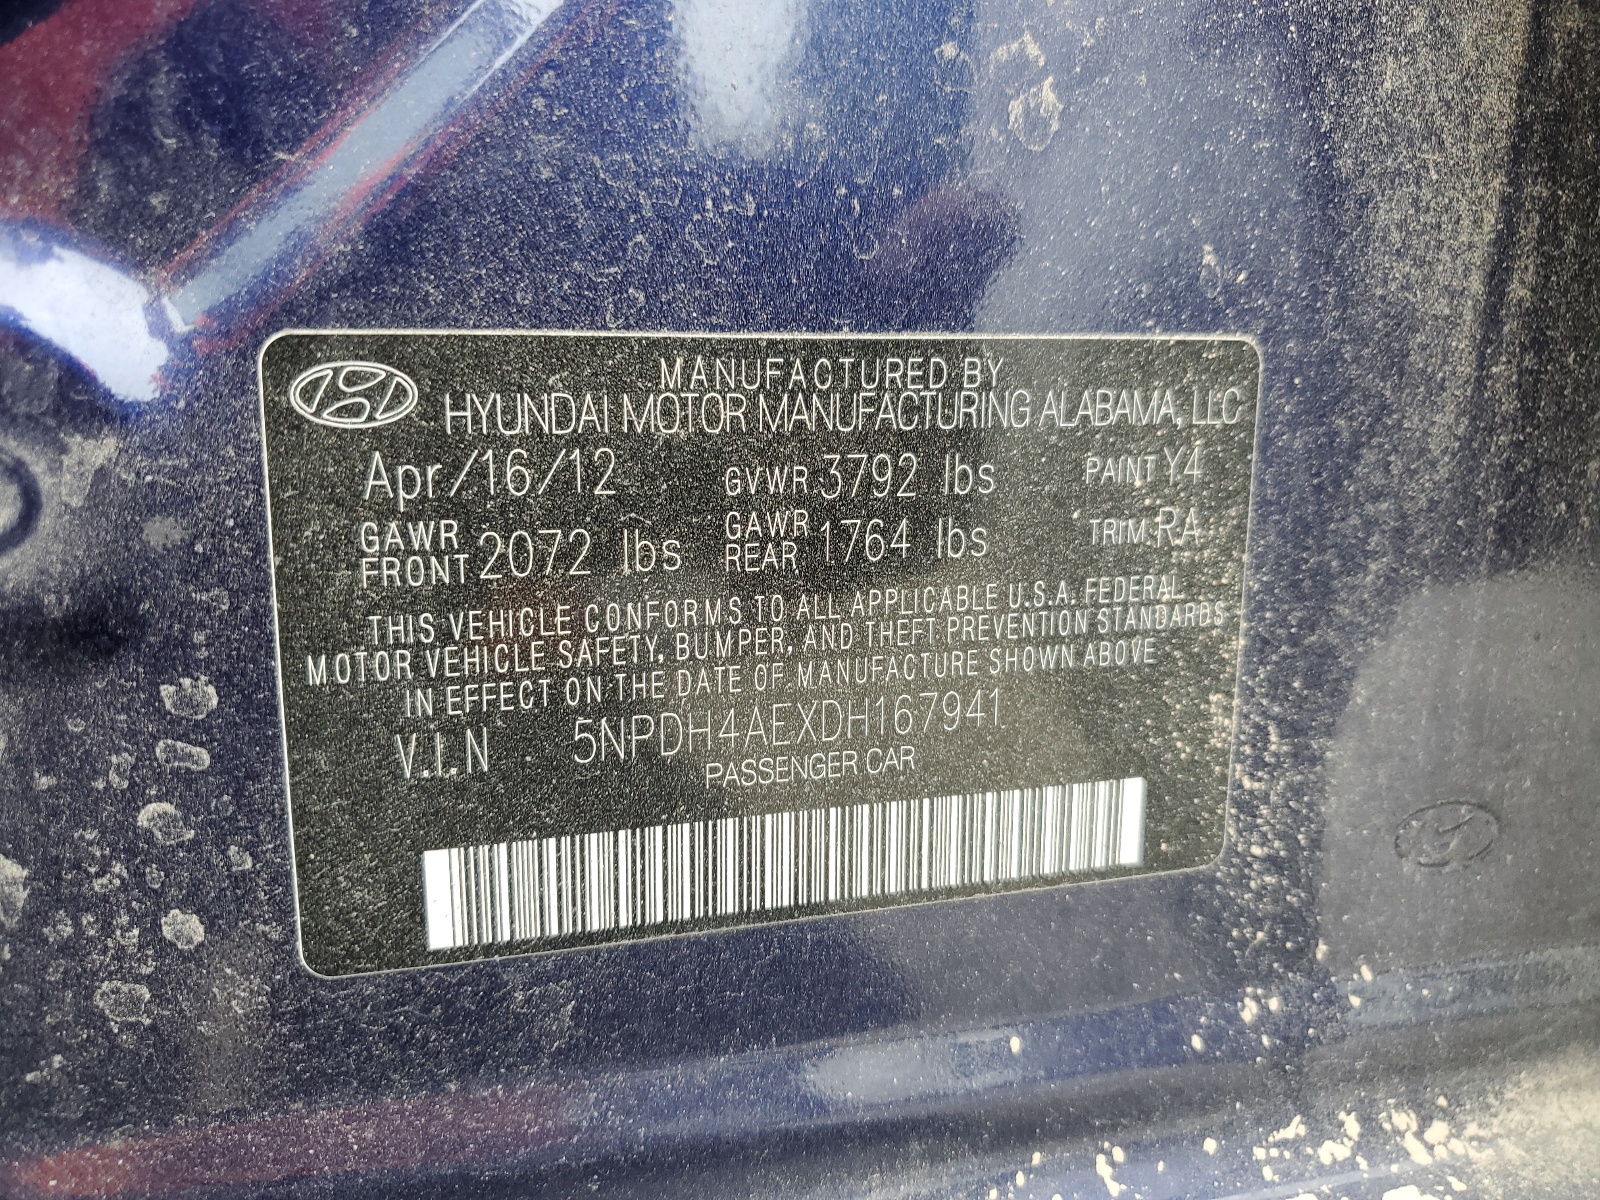 MANUFACTURED BY
HYUNDAI MOTOR MANUFACTURING ALABAMA, LLC
Apr/16/12 GVWR 3792 lbs PAINT Y4
GAWR FRONT 2072 lbs GAWR REAR 1764 lbs TRIM RA
THIS VEHICLE CONFORMS TO ALL APPLICABLE U.S.A. FEDERAL
MOTOR VEHICLE SAFETY, BUMPER, AND THEFT PREVENTION STANDARDS
IN EFFECT ON THE DATE OF MANUFACTURE SHOWN ABOVE
V.I.N 5NPDH4AEXDH167941
PASSENGER CAR